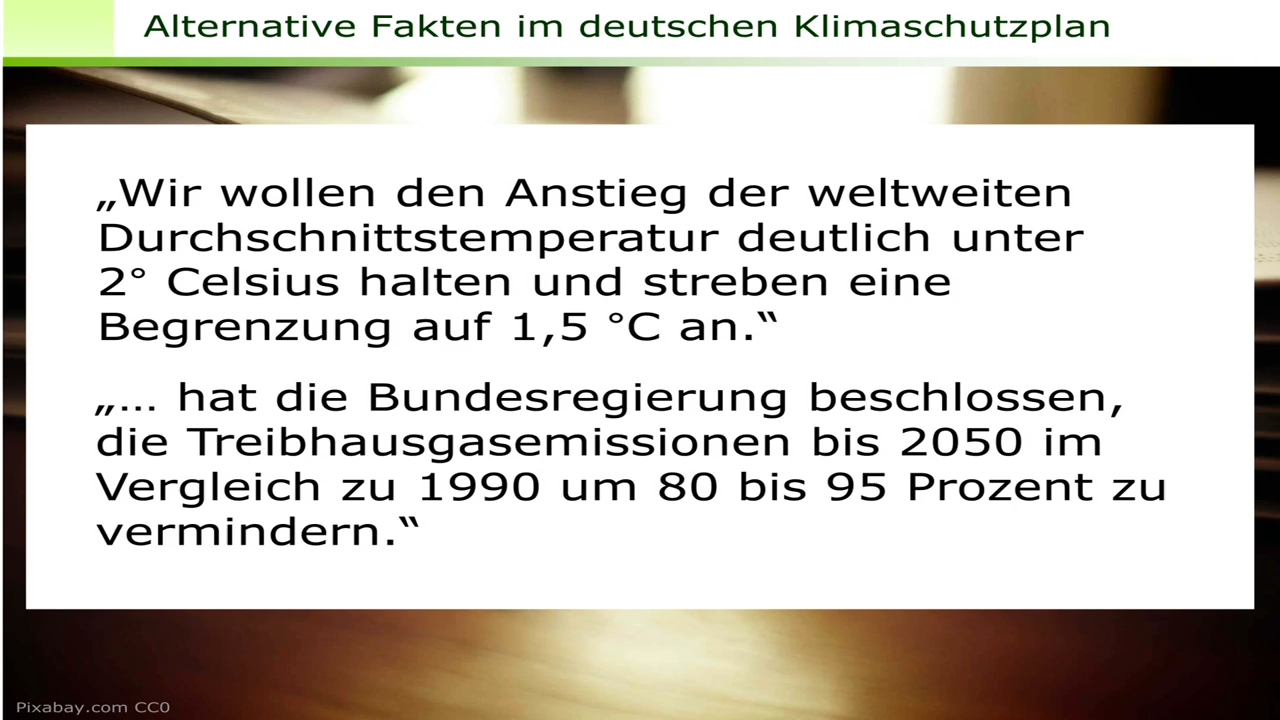 Alternative Fakten im deutschen Klimaschutzplan
„Wir wollen den Anstieg der weltweiten
Durchschnittstemperatur deutlich unter
2° Celsius halten und streben eine
Begrenzung auf 1,5 °C an.“
„… hat die Bundesregierung beschlossen,
die Treibhausgasemissionen bis 2050 im
Vergleich zu 1990 um 80 bis 95 Prozent zu
vermindern.“
Pixabay.com CC0